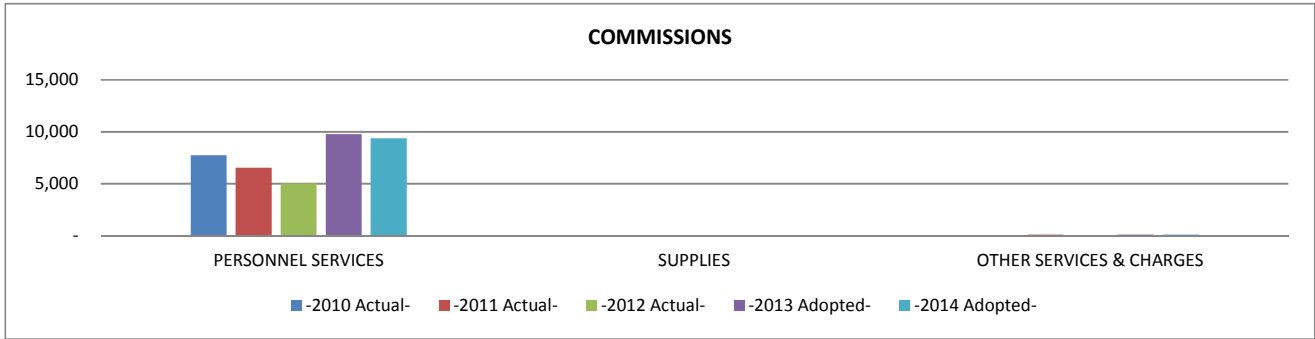 COMMISSIONS
15,000
10,000
5,000
-
PERSONNEL SERVICES SUPPLIES OTHER SERVICES & CHARGES
-2010 Actual- -2011 Actual- -2012 Actual- -2013 Adopted- -2014 Adopted-